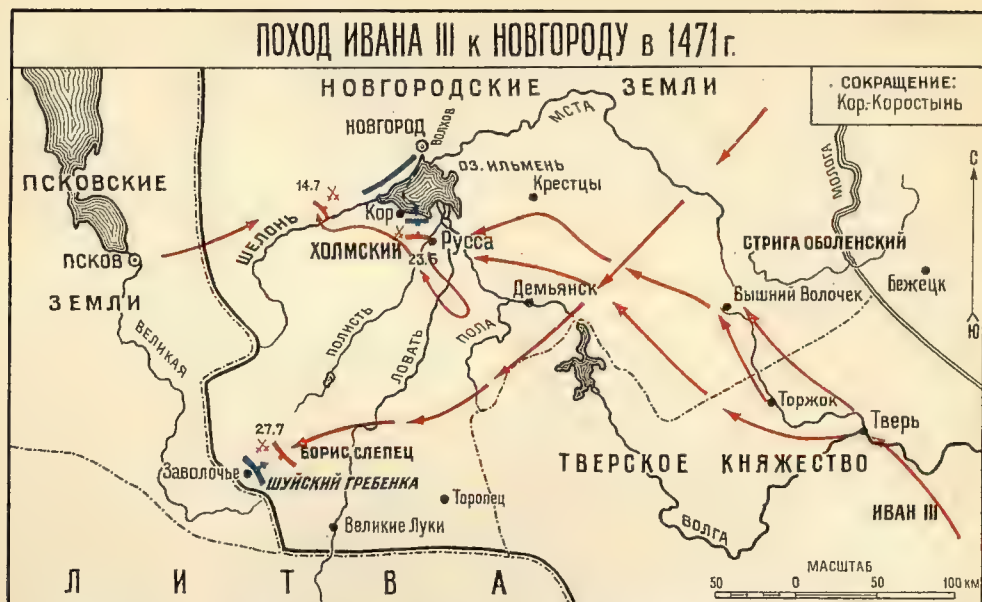 ПОХОД ИВАНА III К НОВГОРОДУ В 1471 г.
НОВГОРОДСКИЕ ЗЕМЛИ
СОКРАЩЕНИЕ:
Кор.-Коростынь
НОВГОРОД
ВОЛХОВ
МСТА
МОЛОГА
С
ОЗ. ИЛЬМЕНЬ
ПСКОВСКИЕ
14.7
Крестцы
Кор
ШЕЛОНЬ
ХОЛМСКИЙ
Русса
23.6
СТРИГА ОБОЛЕНСКИЙ
ПСКОВ
Бежецк
ЗЕМЛИ
Демьянск
Вышний Волочек
Ю
ВЕЛИКАЯ
ПОЛИСТЬ
ЛОВАТЬ
ПОЛА
Торжок
Тверь
27.7
БОРИС СЛЕПЕЦ
ТВЕРСКОЕ КНЯЖЕСТВО
Заволочье
ШУЙСКИЙ ГРЕБЕНКА
Торопец
ИВАН III
Великие Луки
ВОЛГА
ЛИТВА
МАСШТАБ
50 0 50 100 км